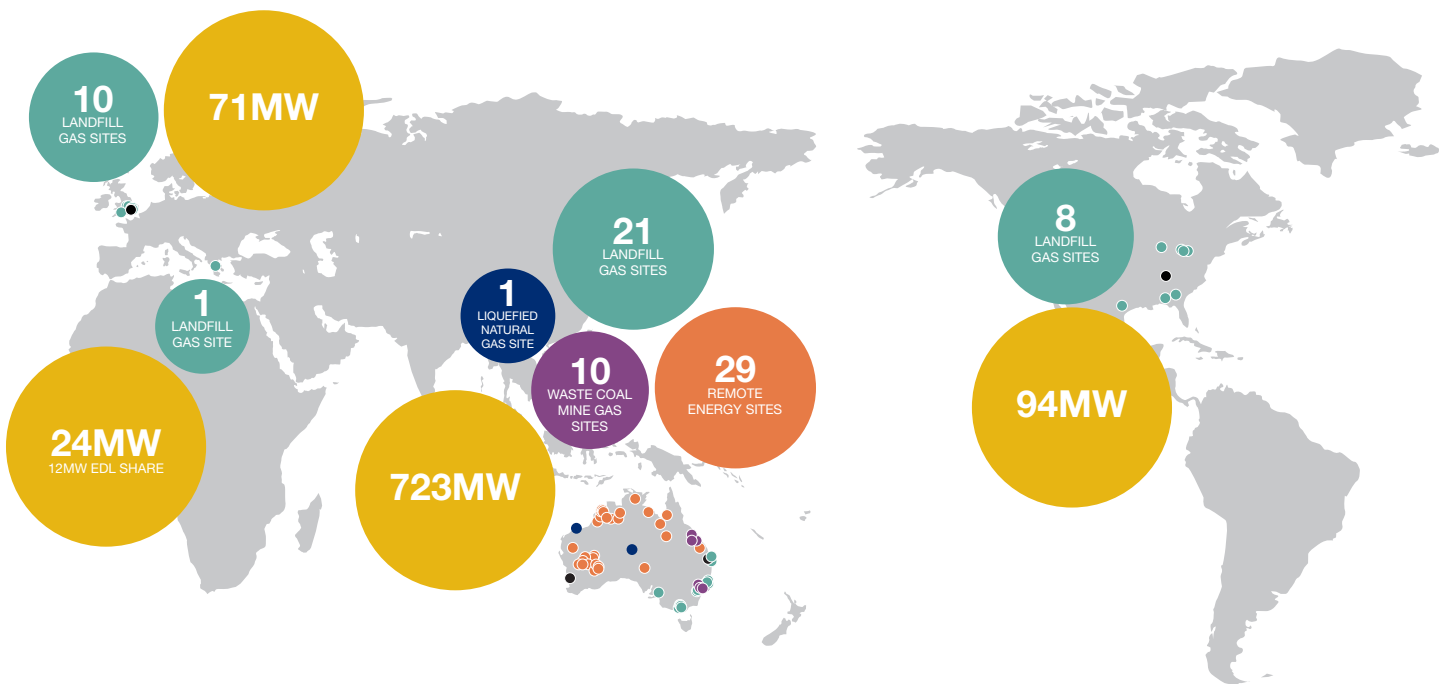 10
LANDFILL
GAS SITES
71MW
1
LANDFILL
GAS SITE
24MW
12MW EDL SHARE
21
LANDFILL
GAS SITES
1
LIQUEFIED
NATURAL
GAS SITE
10
WASTE COAL
MINE GAS
SITES
29
REMOTE
ENERGY SITES
723MW
8
LANDFILL
GAS SITES
94MW